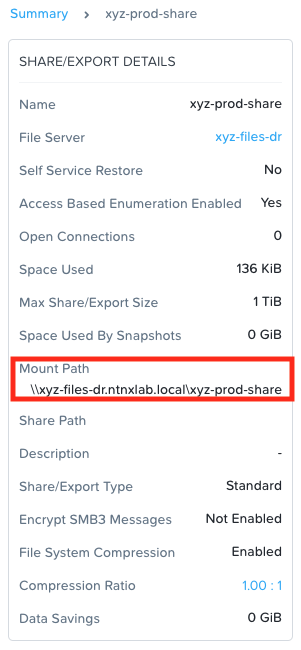 Summary > xyz-prod-share
SHARE/EXPORT DETAILS
Name xyz-prod-share
File Server xyz-files-dr
Self Service Restore No
Access Based Enumeration Enabled Yes
Open Connections 0
Space Used 136 KiB
Max Share/Export Size 1 TiB
Space Used By Snapshots 0 GiB
Mount Path
\\xyz-files-dr.ntnxlab.local\xyz-prod-share
Share Path
Description -
Share/Export Type Standard
Encrypt SMB3 Messages Not Enabled
File System Compression Enabled
Compression Ratio 1.00 : 1
Data Savings 0 GiB